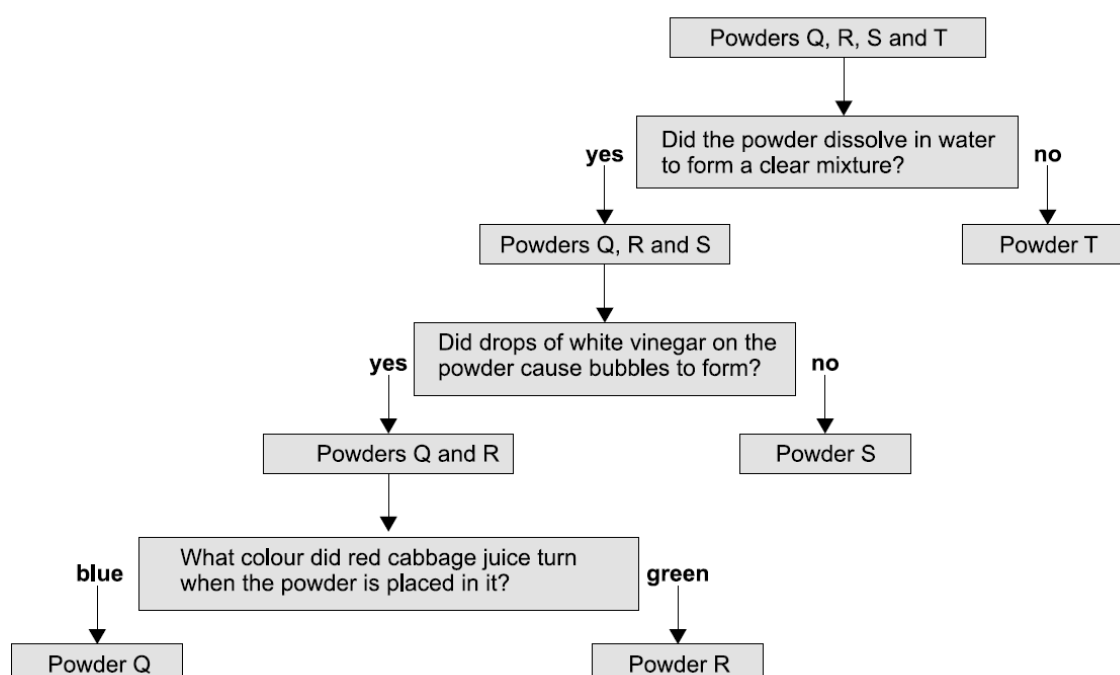 Powders Q, R, S and T
Did the powder dissolve in water
to form a clear mixture?
yes
no
Powders Q, R and S
Powder T
Did drops of white vinegar on the
powder cause bubbles to form?
yes
no
Powders Q and R
Powder S
What colour did red cabbage juice turn
when the powder is placed in it?
blue
green
Powder Q
Powder R